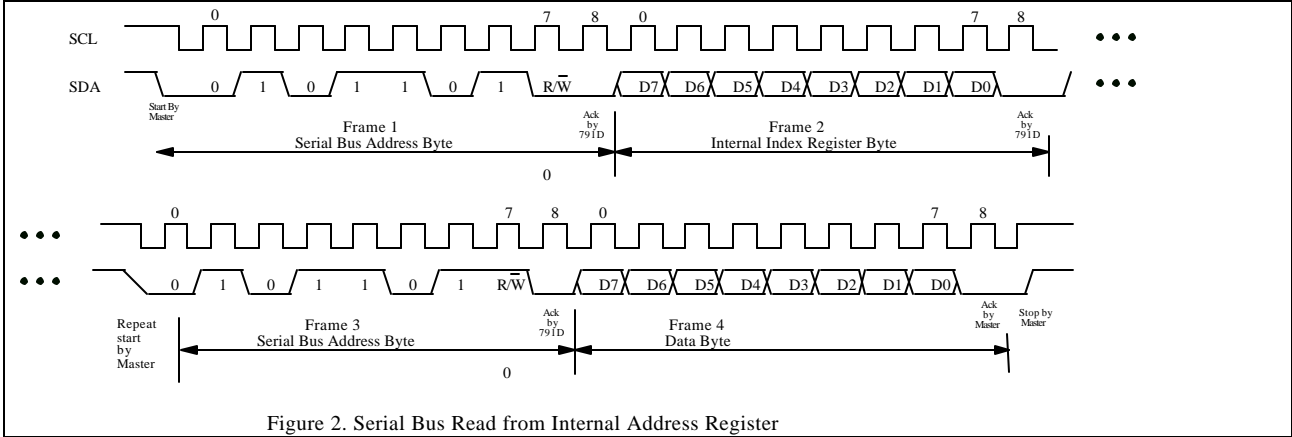 0 7 8 0 7 8
SCL
SDA 0 1 0 1 1 0 1 R/W D7 D6 D5 D4 D3 D2 D1 D0
Start By
Master
Ack
by
791D
Ack
by
791D
Frame 1
Serial Bus Address Byte
Frame 2
Internal Index Register Byte
0
0 7 8 0 7 8
0 1 0 1 1 0 1 R/W D7 D6 D5 D4 D3 D2 D1 D0
Repeat
start
by
Master
Frame 3
Serial Bus Address Byte
Ack
by
791D
Frame 4
Data Byte
Ack
by
Master
Stop by
Master
0
Figure 2. Serial Bus Read from Internal Address Register